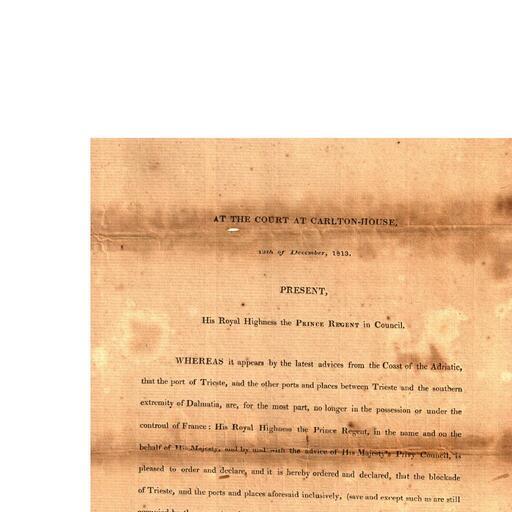 AT THE COURT AT CARLTON-HOUSE,
of December, 1813.
PRESENT,
His Royal Highness the PRINCE REGENT in Council.
WHEREAS it appears by the latest advices from the Coast of the Adriatic,
that the port of Trieste, and the other ports and places between Trieste and the southern
extremity of Dalmatia, are, for the most part, no longer in the possession or under the
controul of France: His Royal Highness the Prince Regent, in the name and on the
behalf of His Majesty, and by and with the advice of His Majesty's Privy Council, is
pleased to order and declare, and it is hereby ordered and declared, that the blockade
of Trieste, and the ports and places aforesaid inclusively, (save and except such as are still